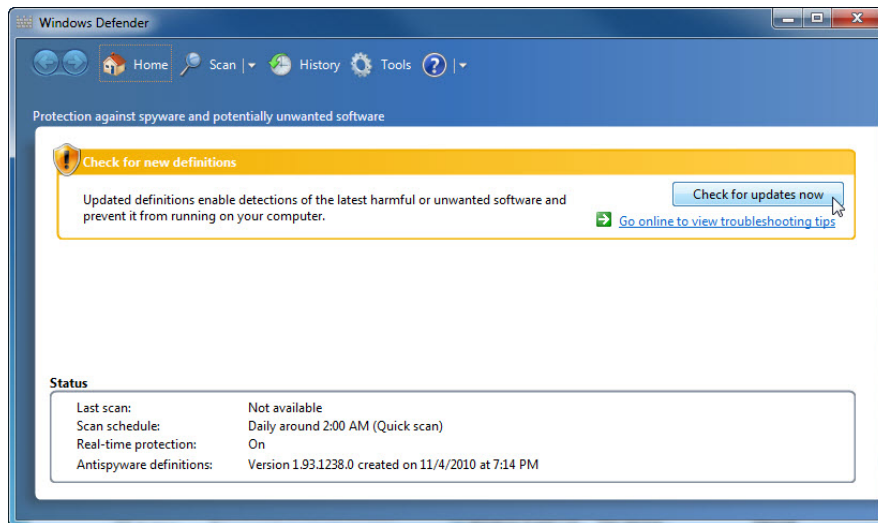 Windows Defender
Home Scan History Tools
Protection against spyware and potentially unwanted software
Check for new definitions
Updated definitions enable detections of the latest harmful or unwanted software and
prevent it from running on your computer.
Check for updates now
Go online to view troubleshooting tips
Status
Last scan: Not available
Scan schedule: Daily around 2:00 AM (Quick scan)
Real-time protection: On
Antispyware definitions: Version 1.93.1238.0 created on 11/4/2010 at 7:14 PM